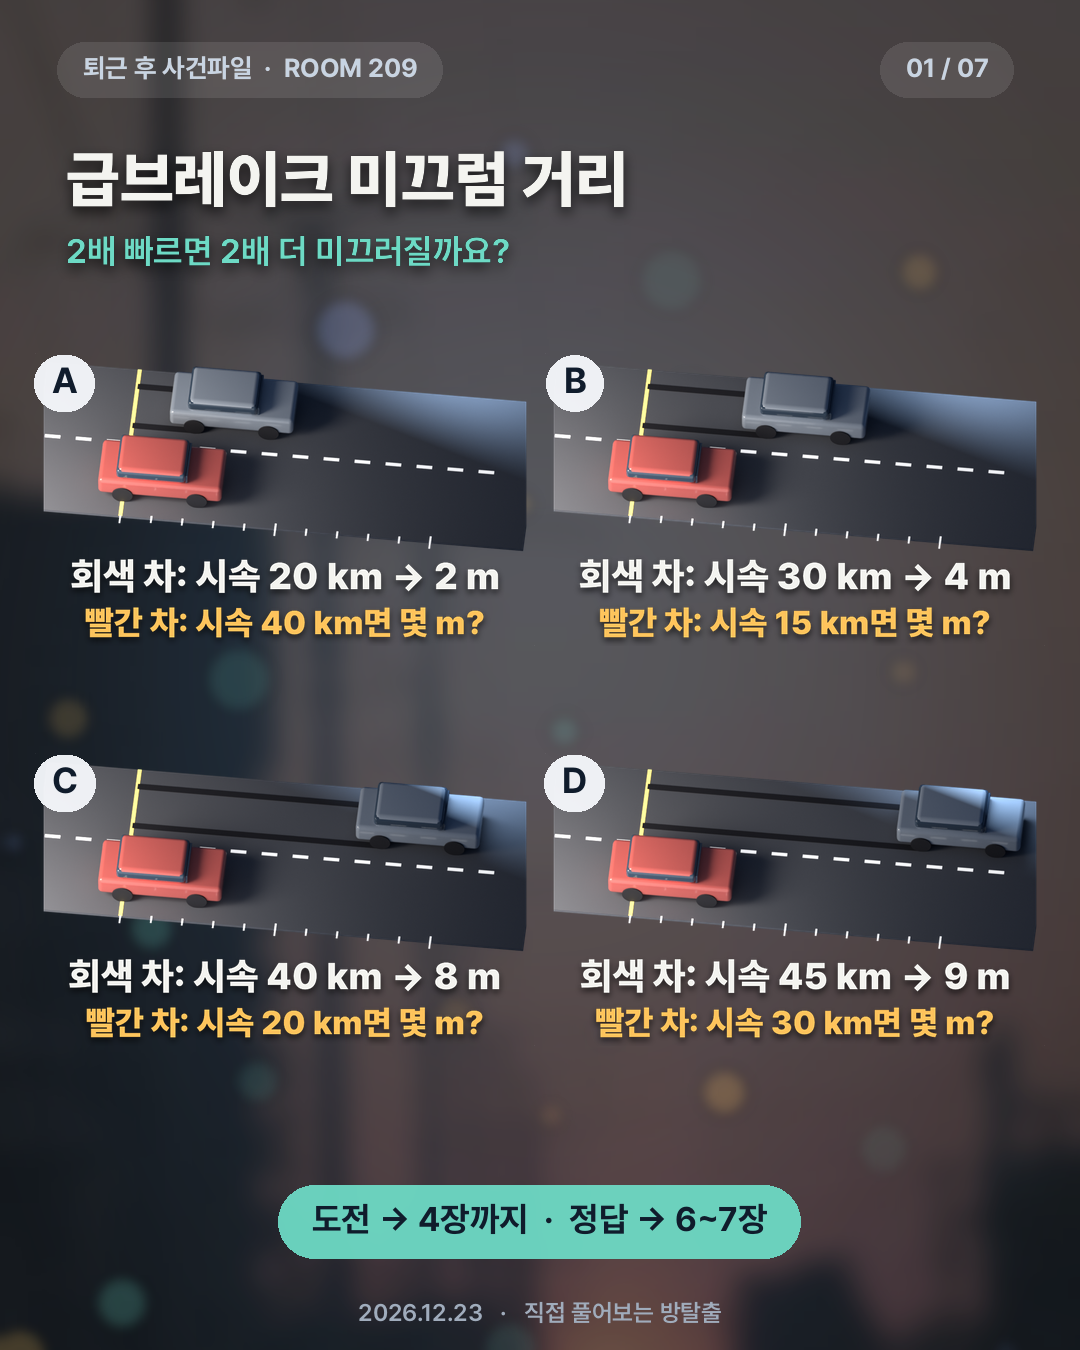 퇴근 후 사건파일 · ROOM 209
01 / 07
급브레이크 미끄럼 거리
2배 빠르면 2배 더 미끄러질까요?
A
B
회색 차: 시속 20 km → 2 m
빨간 차: 시속 40 km면 몇 m?
회색 차: 시속 30 km → 4 m
빨간 차: 시속 15 km면 몇 m?
C
D
회색 차: 시속 40 km → 8 m
빨간 차: 시속 20 km면 몇 m?
회색 차: 시속 45 km → 9 m
빨간 차: 시속 30 km면 몇 m?
도전 → 4장까지 · 정답 → 6~7장
2026.12.23 · 직접 풀어보는 방탈출